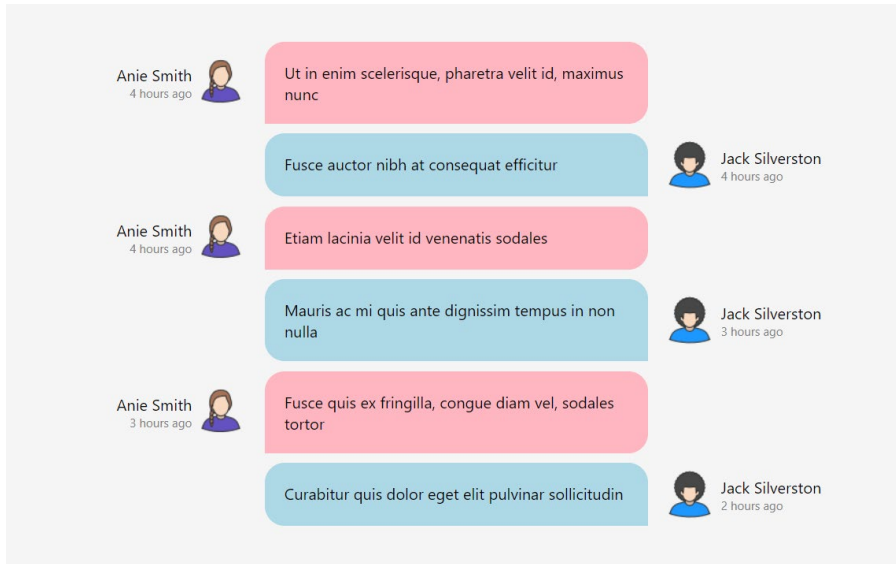 Anie Smith
4 hours ago
Ut in enim scelerisque, pharetra velit id, maximus
nunc
Fusce auctor nibh at consequat efficitur
Jack Silverston
4 hours ago
Anie Smith
4 hours ago
Etiam lacinia velit id venenatis sodales
Mauris ac mi quis ante dignissim tempus in non
nulla
Jack Silverston
3 hours ago
Anie Smith
3 hours ago
Fusce quis ex fringilla, congue diam vel, sodales
tortor
Curabitur quis dolor eget elit pulvinar sollicitudin
Jack Silverston
2 hours ago